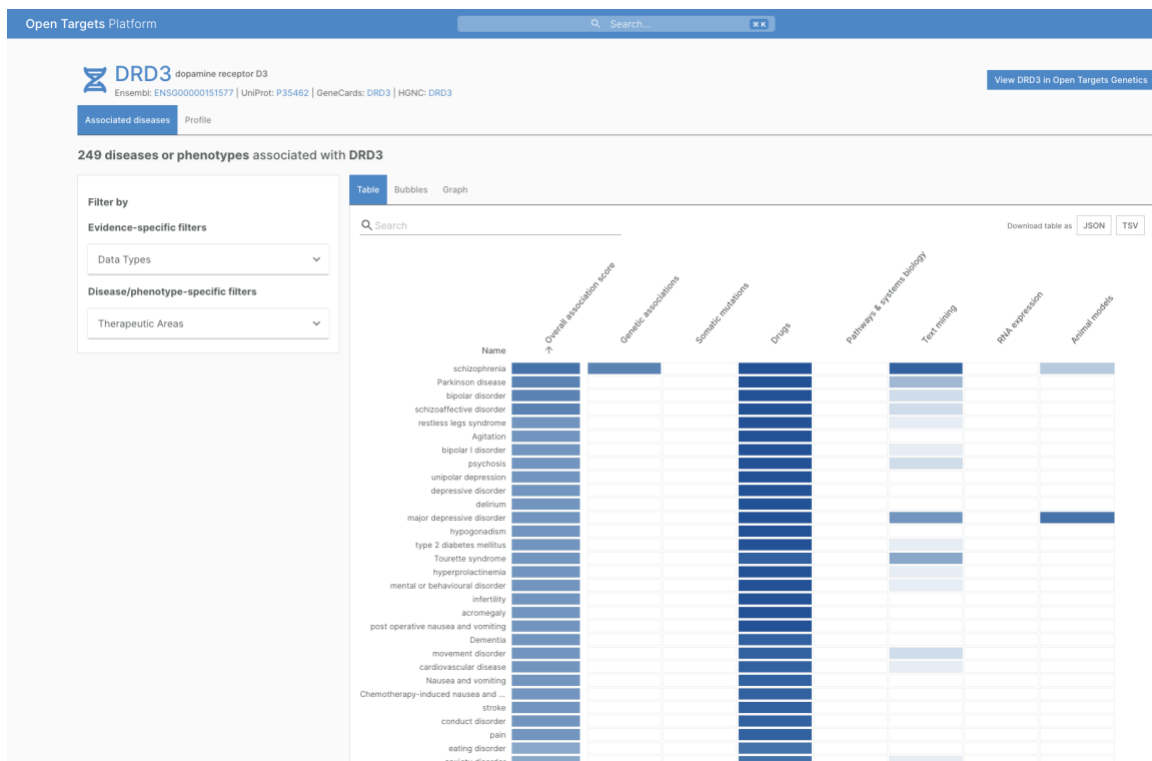 Open Targets Platform
Search...
⌘ K
DRD3 dopamine receptor D3
Ensembl: ENSG00000151577 | UniProt: P35462 | GeneCards: DRD3 | HGNC: DRD3
View DRD3 in Open Targets Genetics
Associated diseases
Profile
249 diseases or phenotypes associated with DRD3
Filter by
Evidence-specific filters
Data Types
Disease/phenotype-specific filters
Therapeutic Areas
Table
Bubbles
Graph
Search
Download table as
JSON
TSV
Name
Overall association score
Genetic associations
Somatic mutations
Drugs
Pathways & systems biology
Text mining
RNA expression
Animal models
schizophrenia
Parkinson disease
bipolar disorder
schizoaffective disorder
restless legs syndrome
Agitation
bipolar I disorder
psychosis
unipolar depression
depressive disorder
delirium
major depressive disorder
hypogonadism
type 2 diabetes mellitus
Tourette syndrome
hyperprolactinemia
mental or behavioural disorder
infertility
acromegaly
post operative nausea and vomiting
Dementia
movement disorder
cardiovascular disease
Nausea and vomiting
Chemotherapy-induced nausea and ...
stroke
conduct disorder
pain
eating disorder
anxiety disorder